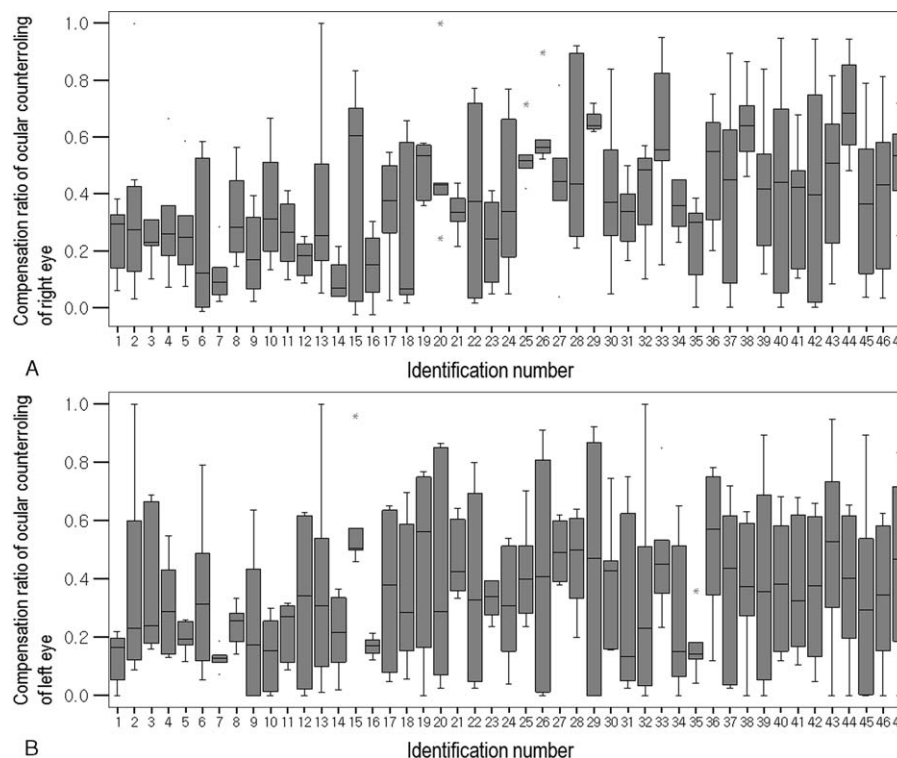 Compensation ratio of ocular counterroling
of right eye
1.0
0.8
0.6
0.4
0.2
0.0
1 2 3 4 5 6 7 8 9 10 11 12 13 14 15 16 17 18 19 20 21 22 23 24 25 26 27 28 29 30 31 32 33 34 35 36 37 38 39 40 41 42 43 44 45 46
A
Identification number
Compensation ratio of ocular counterroling
of left eye
1.0
0.8
0.6
0.4
0.2
0.0
1 2 3 4 5 6 7 8 9 10 11 12 13 14 15 16 17 18 19 20 21 22 23 24 25 26 27 28 29 30 31 32 33 34 35 36 37 38 39 40 41 42 43 44 45 46
B
Identification number